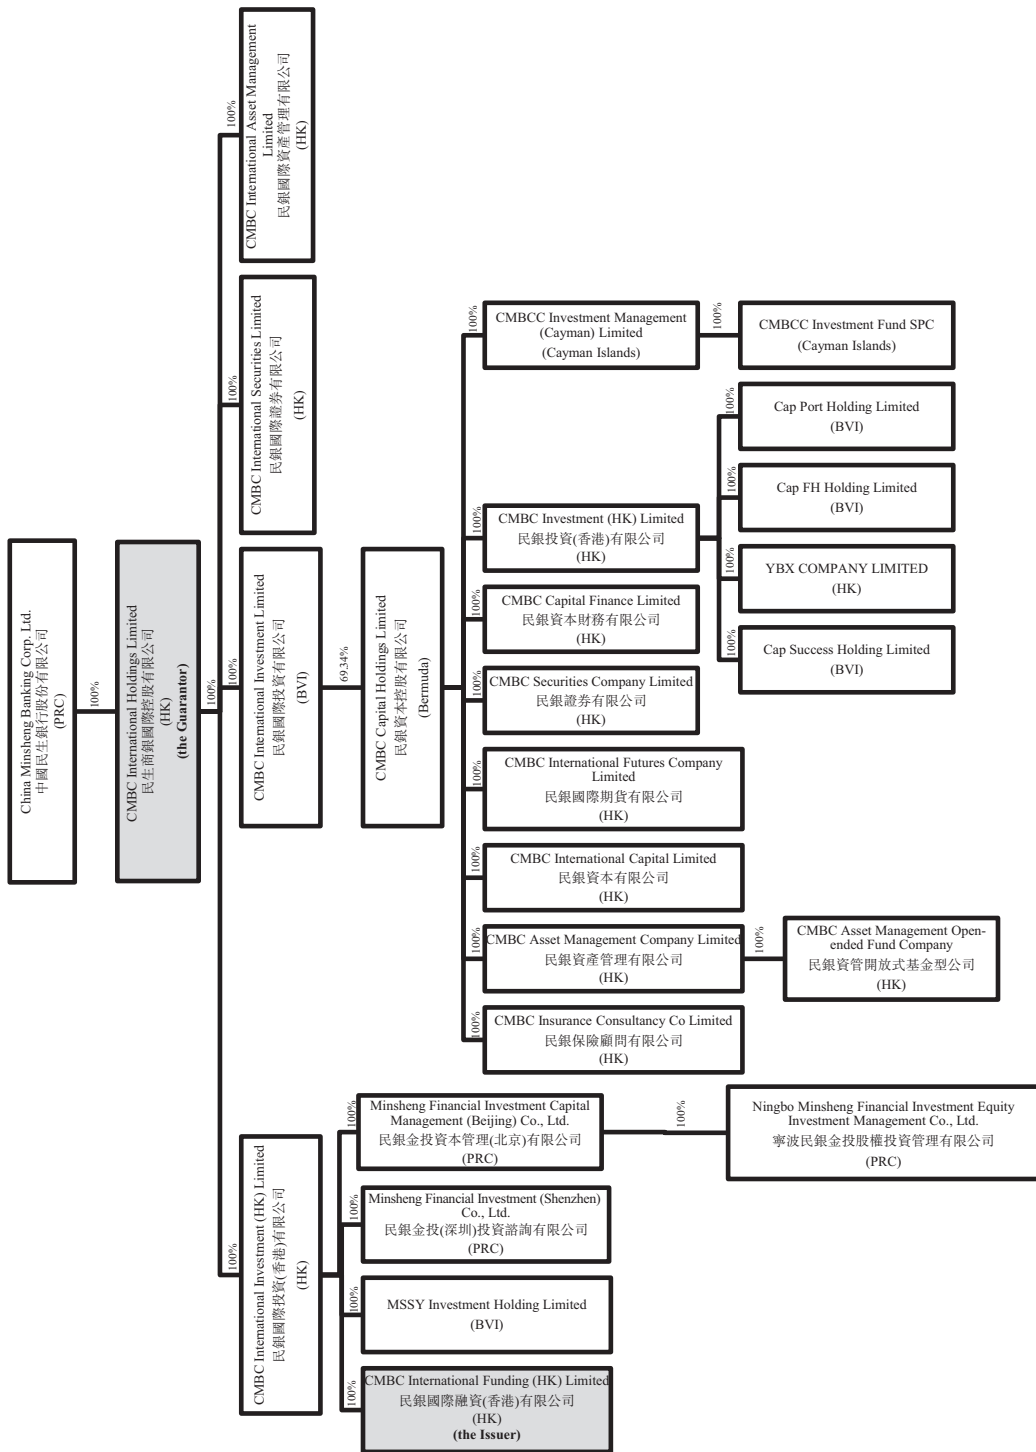 China Minsheng Banking Corp. Ltd.
中國民生銀行股份有限公司
(PRC)
100%
CMBC International Holdings Limited
民生商銀國際控股有限公司
(HK)
(the Guarantor)
100%
100%
CMBC International Investment (HK) Limited
民銀國際投資(香港)有限公司
(HK)
100%
CMBC International Investment Limited
民銀國際投資有限公司
(BVI)
100%
CMBC International Securities Limited
民銀國際證券有限公司
(HK)
100%
CMBC International Asset Management
Limited
民銀國際資產管理有限公司
(HK)
69.34%
CMBC Capital Holdings Limited
民銀資本控股有限公司
(Bermuda)
100%
CMBCC Investment Management
(Cayman) Limited
(Cayman Islands)
100%
CMBCC Investment Fund SPC
(Cayman Islands)
100%
CMBC Investment (HK) Limited
民銀投資(香港)有限公司
(HK)
100%
Cap Port Holding Limited
(BVI)
100%
Cap FH Holding Limited
(BVI)
100%
YBX COMPANY LIMITED
(HK)
100%
Cap Success Holding Limited
(BVI)
100%
CMBC Capital Finance Limited
民銀資本財務有限公司
(HK)
100%
CMBC Securities Company Limited
民銀證券有限公司
(HK)
100%
CMBC International Futures Company
Limited
民銀國際期貨有限公司
(HK)
100%
CMBC International Capital Limited
民銀資本有限公司
(HK)
100%
CMBC Asset Management Company Limited
民銀資產管理有限公司
(HK)
100%
CMBC Asset Management Open-
ended Fund Company
民銀資管開放式基金型公司
(HK)
100%
CMBC Insurance Consultancy Co Limited
民銀保險顧問有限公司
(HK)
100%
Minsheng Financial Investment Capital
Management (Beijing) Co., Ltd.
民銀金投資本管理(北京)有限公司
(PRC)
100%
Ningbo Minsheng Financial Investment Equity
Investment Management Co., Ltd.
寧波民銀金投股權投資管理有限公司
(PRC)
100%
Minsheng Financial Investment (Shenzhen)
Co., Ltd.
民銀金投(深圳)投資諮詢有限公司
(PRC)
100%
MSSY Investment Holding Limited
(BVI)
100%
CMBC International Funding (HK) Limited
民銀國際融資(香港)有限公司
(HK)
(the Issuer)